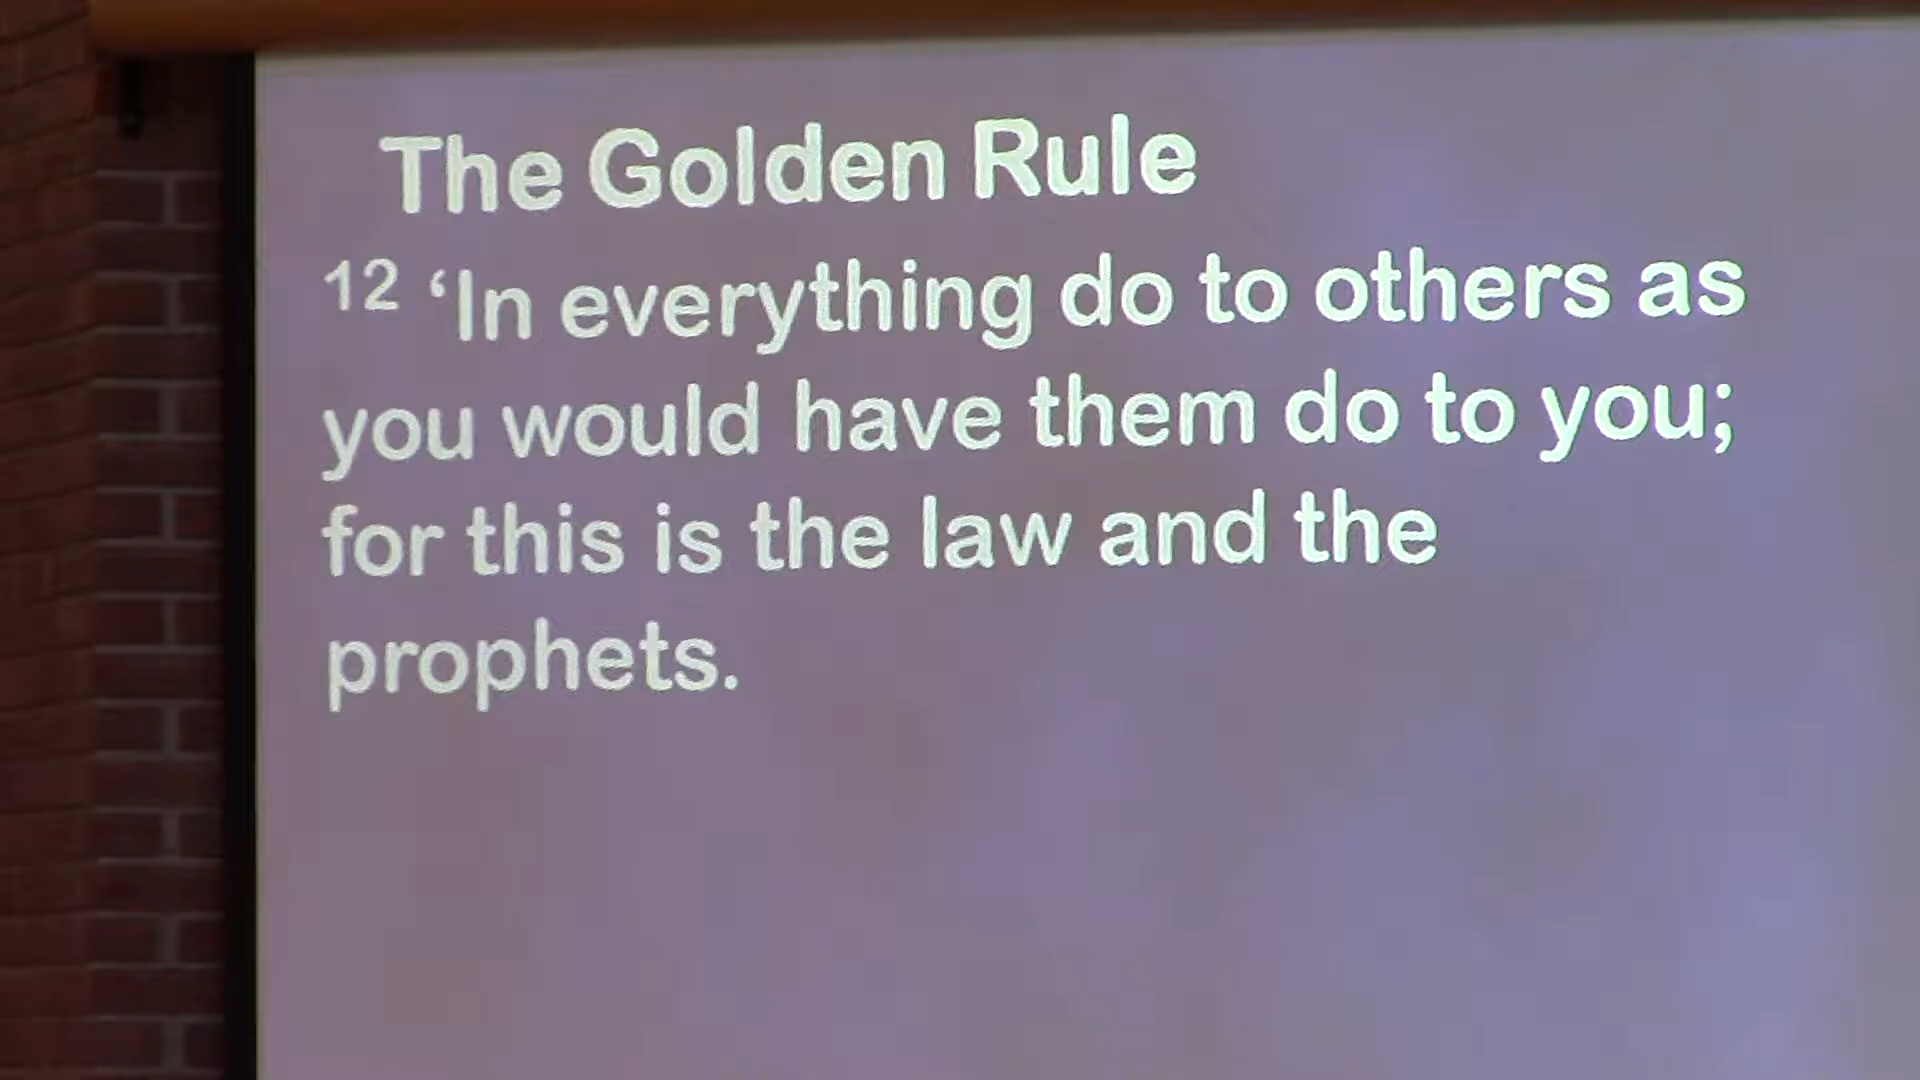 The Golden Rule
12 ‘In everything do to others as
you would have them do to you;
for this is the law and the
prophets.